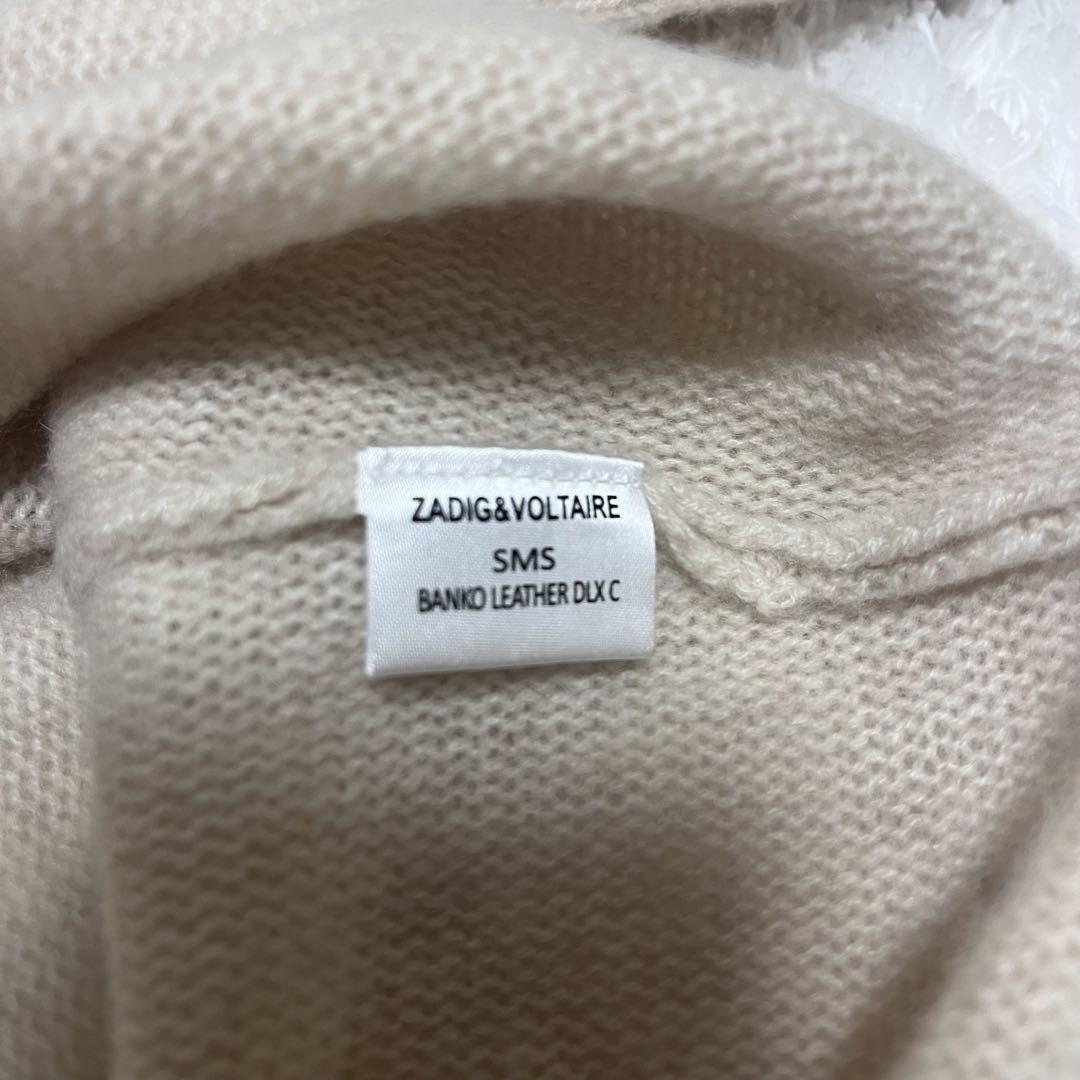 ZADIG&VOLTAIRE
SMS
BANKO LEATHER DLX C